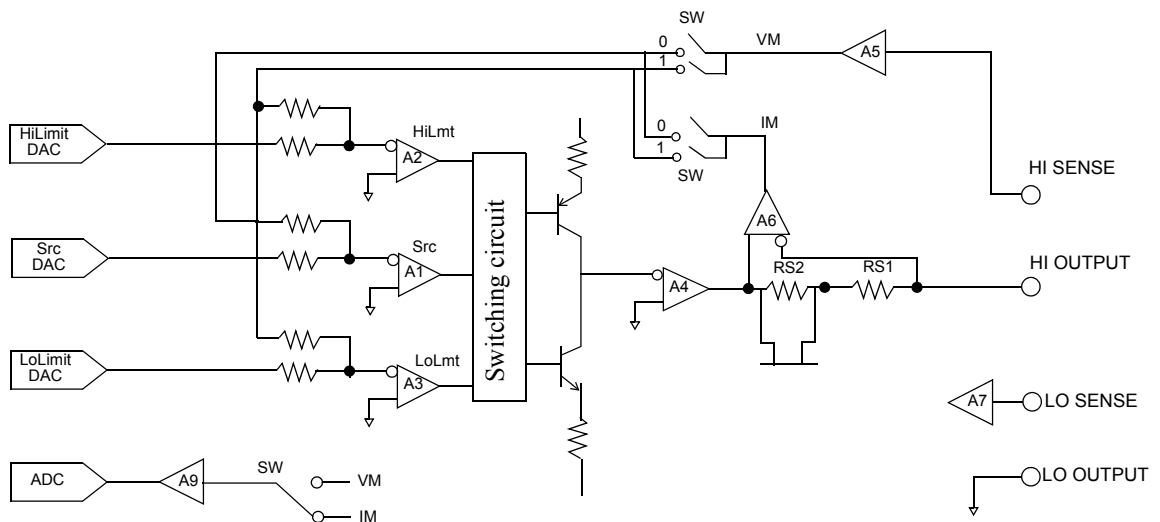 SW
0
VM
A5
1
HiLimit
DAC
HiLmt
A2
0
IM
1
SW
HI SENSE
A6
Src
DAC
Src
A1
Switching circuit
A4
RS2
RS1
HI OUTPUT
LoLimit
DAC
LoLmt
A3
A7
LO SENSE
ADC
A9
SW
VM
IM
LO OUTPUT